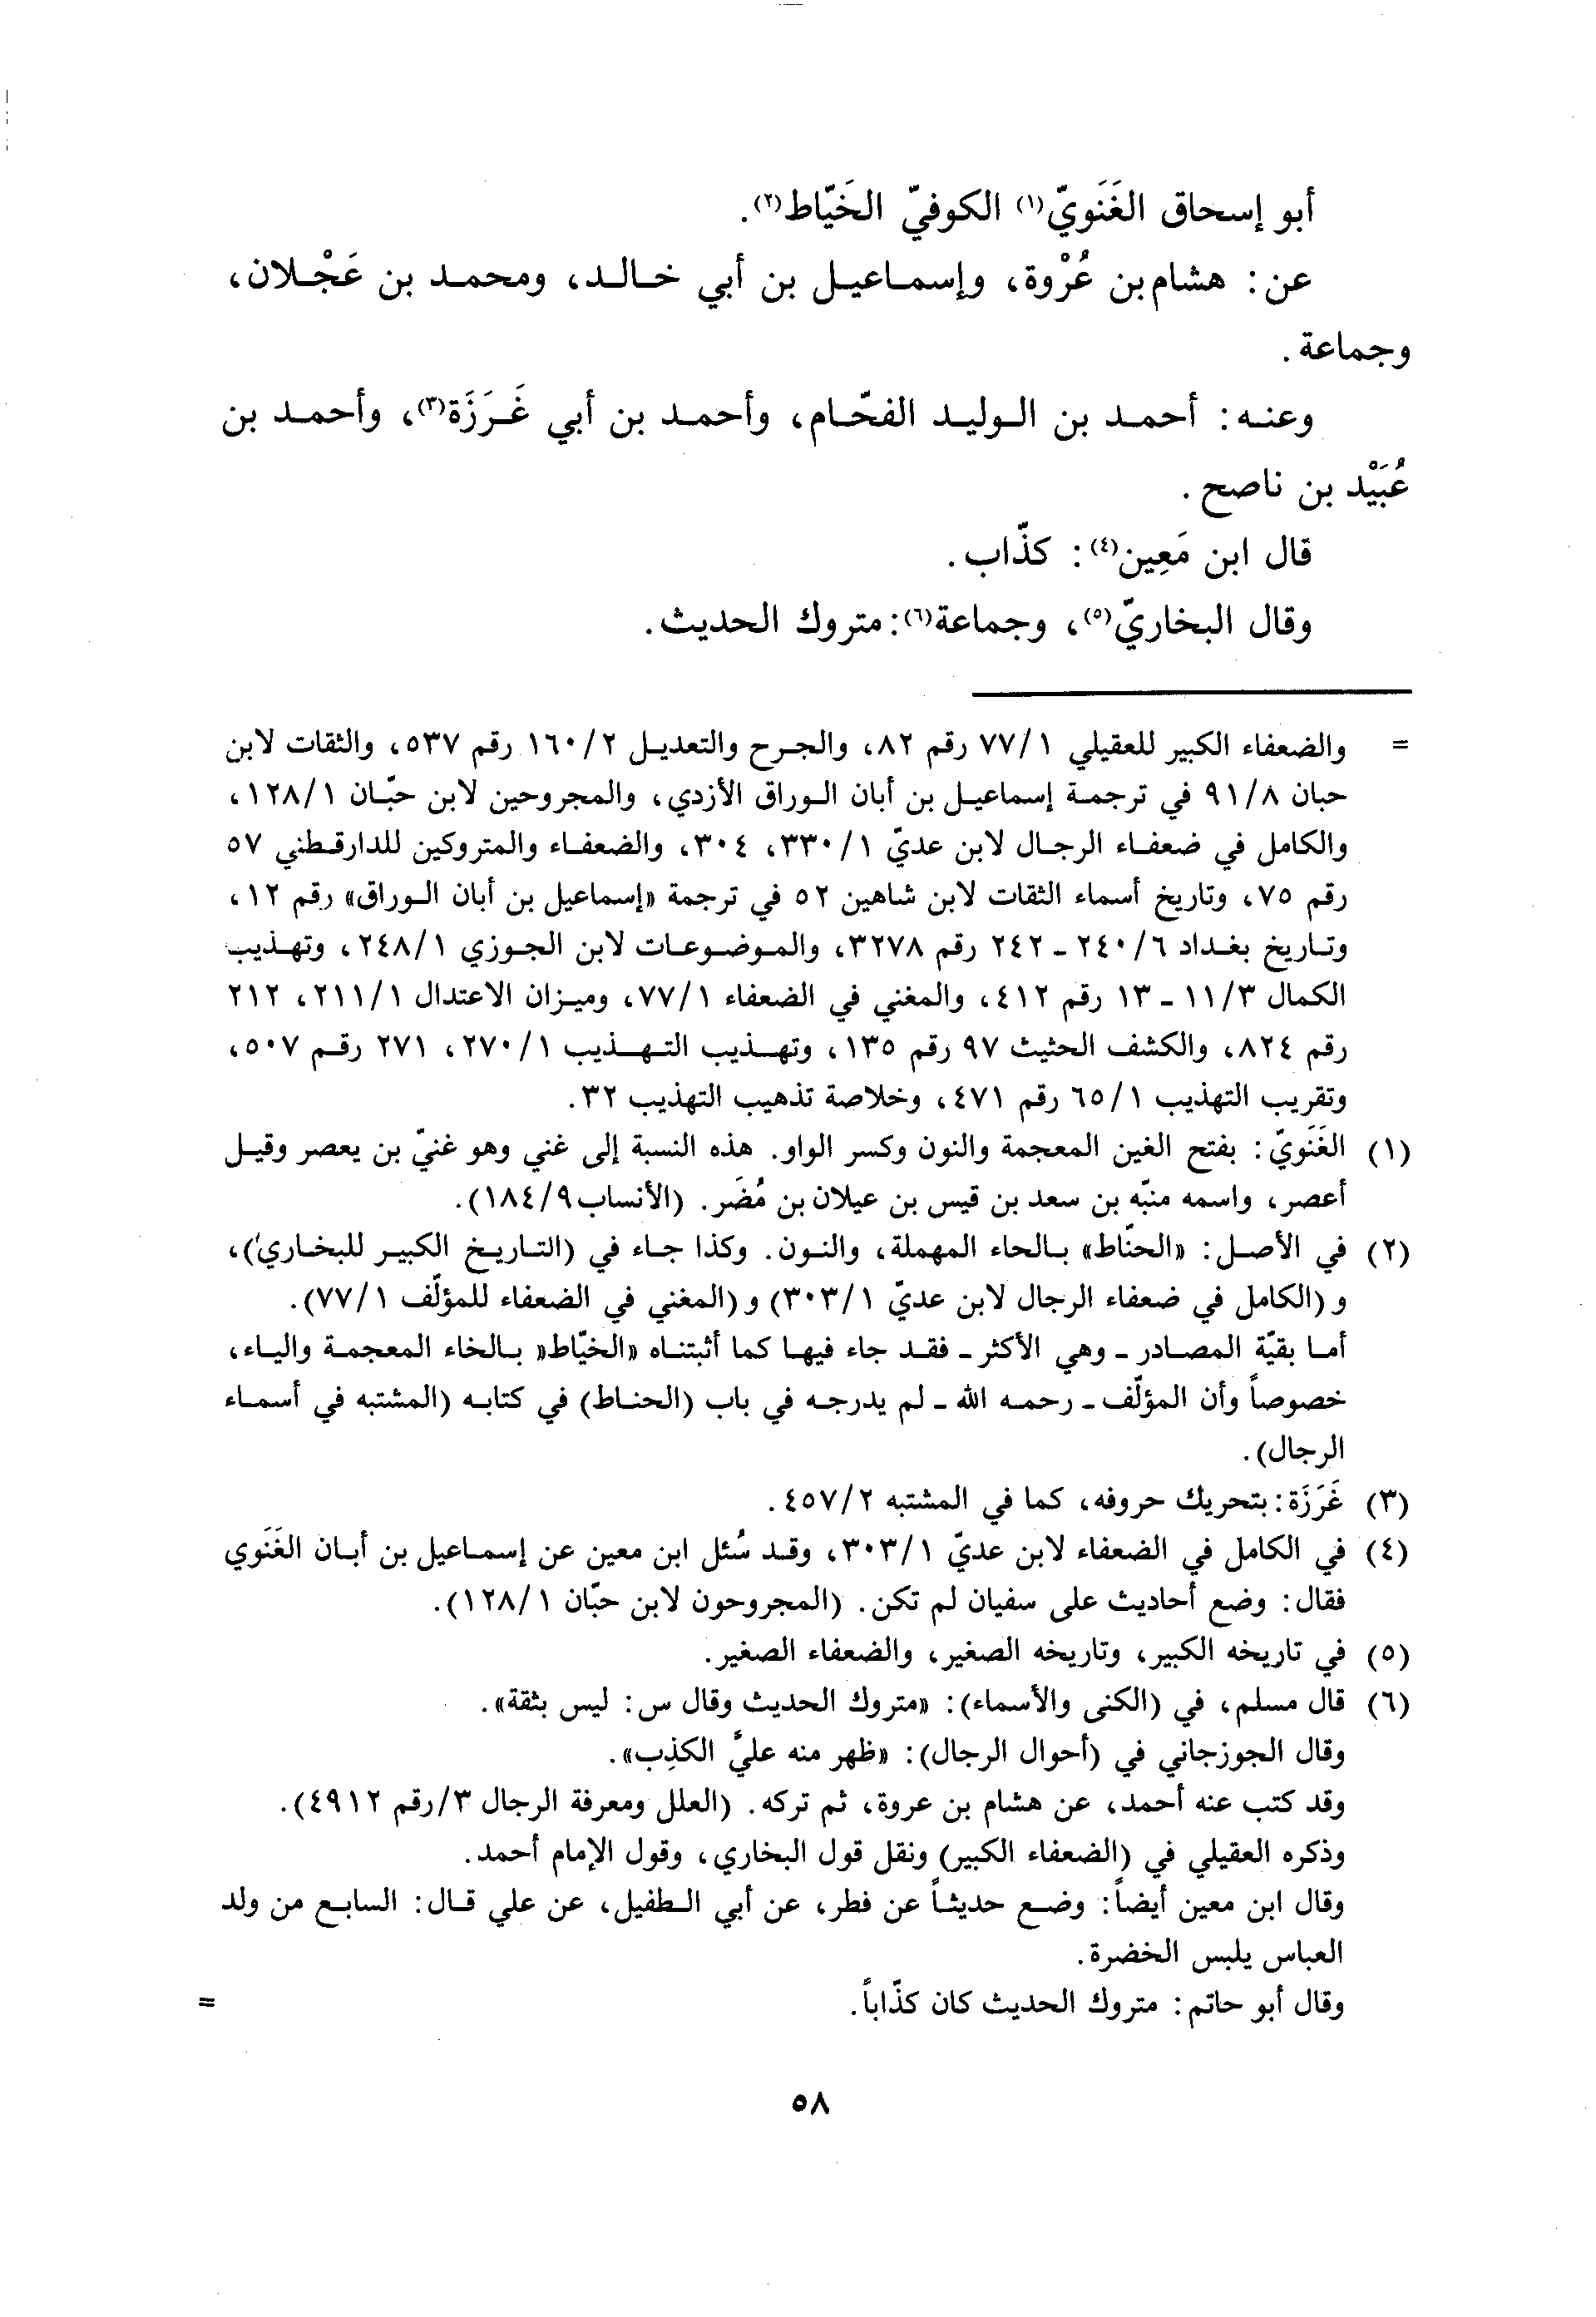 أبو إسحاق الغَنَويّ(١) الكوفيّ الخَيّاط(٢).
عن: هشام بن عُرْوة، وإسماعيل بن أبي خالد، ومحمد بن عَجْلان،
وجماعة.
وعنه: أحمد بن الوليد الفحّام، وأحمد بن أبي غَرَزَة(٣)، وأحمد بن
عُبَيْد بن ناصح.
قال ابن مَعِين(٤): كذّاب.
وقال البخاريّ(٥)، وجماعة(٦): متروك الحديث.
= والضعفاء الكبير للعقيلي ٧٧/١ رقم ٨٢، والجرح والتعديل ١٦٠/٢ رقم ٥٣٧، والثقات لابن
حبان ٩١/٨ في ترجمة إسماعيل بن أبان الوراق الأزدي، والمجروحين لابن حبّان ١٢٨/١،
والكامل في ضعفاء الرجال لابن عديّ ٣٣٠/١، ٣٠٤، والضعفاء والمتروكين للدارقطني ٥٧
رقم ٧٥، وتاريخ أسماء الثقات لابن شاهين ٥٢ في ترجمة «إسماعيل بن أبان الوراق» رقم ١٢،
وتاريخ بغداد ٢٤٠/٦ - ٢٤٢ رقم ٣٢٧٨، والموضوعات لابن الجوزي ٢٤٨/١، وتهذيب
الكمال ١١/٣ - ١٣ رقم ٤١٢، والمغني في الضعفاء ٧٧/١، وميزان الاعتدال ٢١١/١، ٢١٢
رقم ٨٢٤، والكشف الحثيث ٩٧ رقم ١٣٥، وتهذيب التهذيب ٢٧٠/١، ٢٧١ رقم ٥٠٧،
وتقريب التهذيب ٦٥/١ رقم ٤٧١، وخلاصة تذهيب التهذيب ٣٢.
(١) الغَنَويّ: بفتح الغين المعجمة والنون وكسر الواو. هذه النسبة إلى غني وهو غنيّ بن يعصر وقيل
أعصر، واسمه منبّه بن سعد بن قيس بن عيلان بن مُضَر. (الأنساب ١٨٤/٩).
(٢) في الأصل: «الحنّاط» بالحاء المهملة، والنون. وكذا جاء في (التاريخ الكبير للبخاري)،
و (الكامل في ضعفاء الرجال لابن عديّ ٣٠٣/١) و (المغني في الضعفاء للمؤلّف ٧٧/١).
أما بقيّة المصادر - وهي الأكثر - فقد جاء فيها كما أثبتناه «الخيّاط» بالخاء المعجمة والياء،
خصوصاً وأن المؤلّف - رحمه الله - لم يدرجه في باب (الحناط) في كتابه (المشتبه في أسماء
الرجال).
(٣) غَرَزَة: بتحريك حروفه، كما في المشتبه ٤٥٧/٢.
(٤) في الكامل في الضعفاء لابن عديّ ٣٠٣/١، وقد سُئل ابن معين عن إسماعيل بن أبان الغَنَوي
فقال: وضع أحاديث على سفيان لم تكن. (المجروحون لابن حبّان ١٢٨/١).
(٥) في تاريخه الكبير، وتاريخه الصغير، والضعفاء الصغير.
(٦) قال مسلم، في (الكنى والأسماء): «متروك الحديث وقال س: ليس بثقة».
وقال الجوزجاني في (أحوال الرجال): «ظهر منه عليَّ الكذِب».
وقد كتب عنه أحمد، عن هشام بن عروة، ثم تركه. (العلل ومعرفة الرجال ٣/رقم ٤٩١٢).
وذكره العقيلي في (الضعفاء الكبير) ونقل قول البخاري، وقول الإمام أحمد.
وقال ابن معين أيضاً: وضع حديثاً عن فطر، عن أبي الطفيل، عن علي قال: السابع من ولد
العباس يلبس الخضرة.
وقال أبو حاتم: متروك الحديث كان كذّاباً. =
٥٨